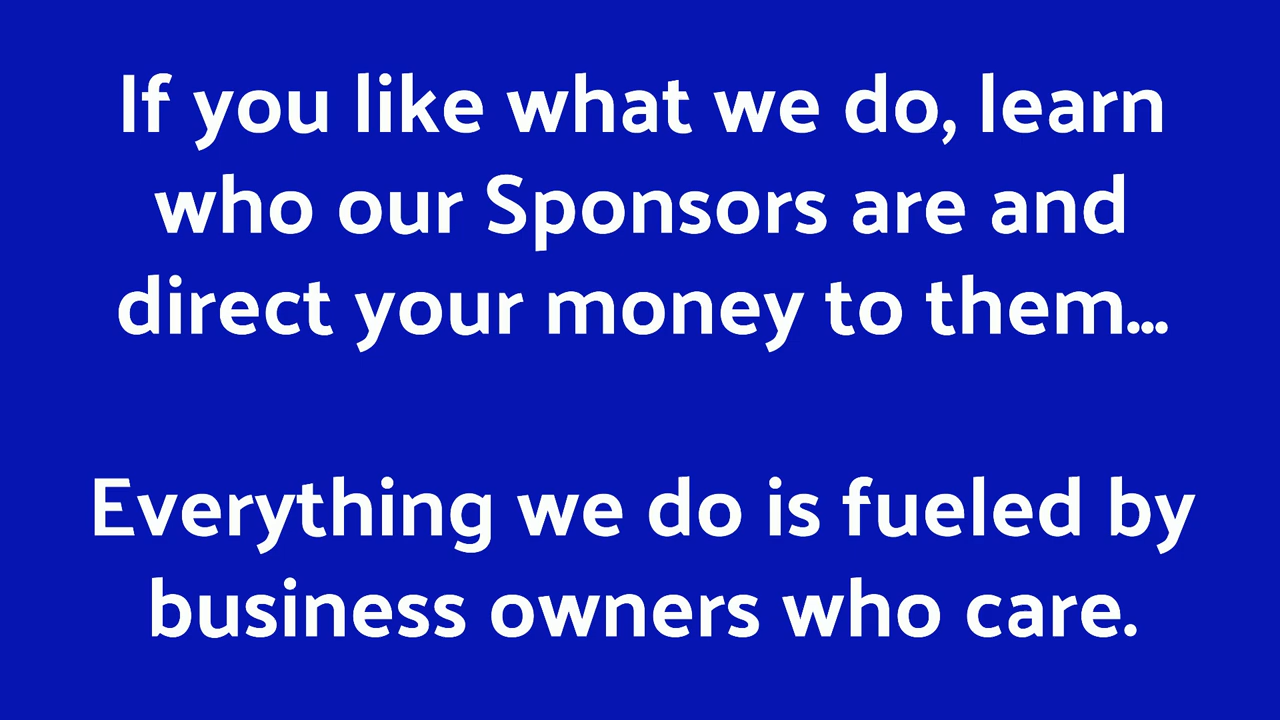 If you like what we do, learn
who our Sponsors are and
direct your money to them...
Everything we do is fueled by
business owners who care.